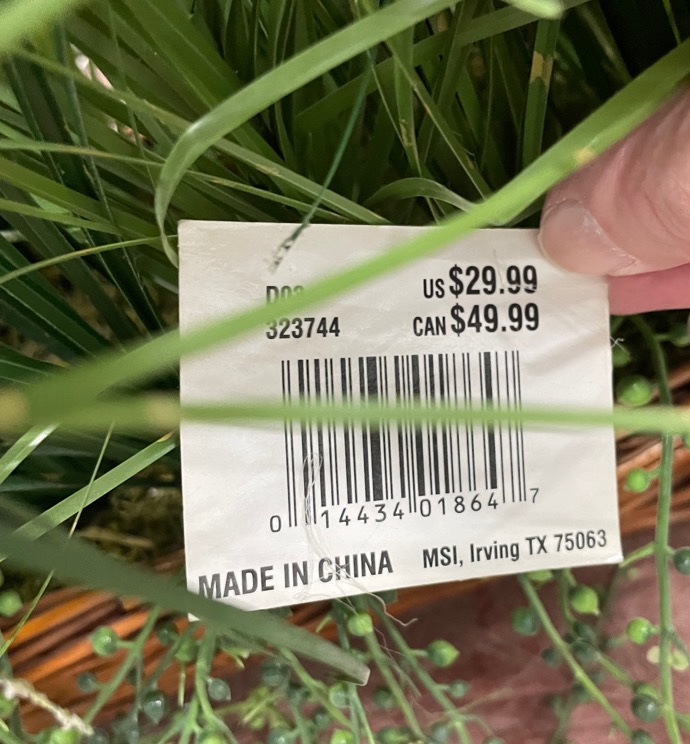 US $29.99
323744 CAN $49.99
0 14434 01864 7
MADE IN CHINA MSI, Irving TX 75063